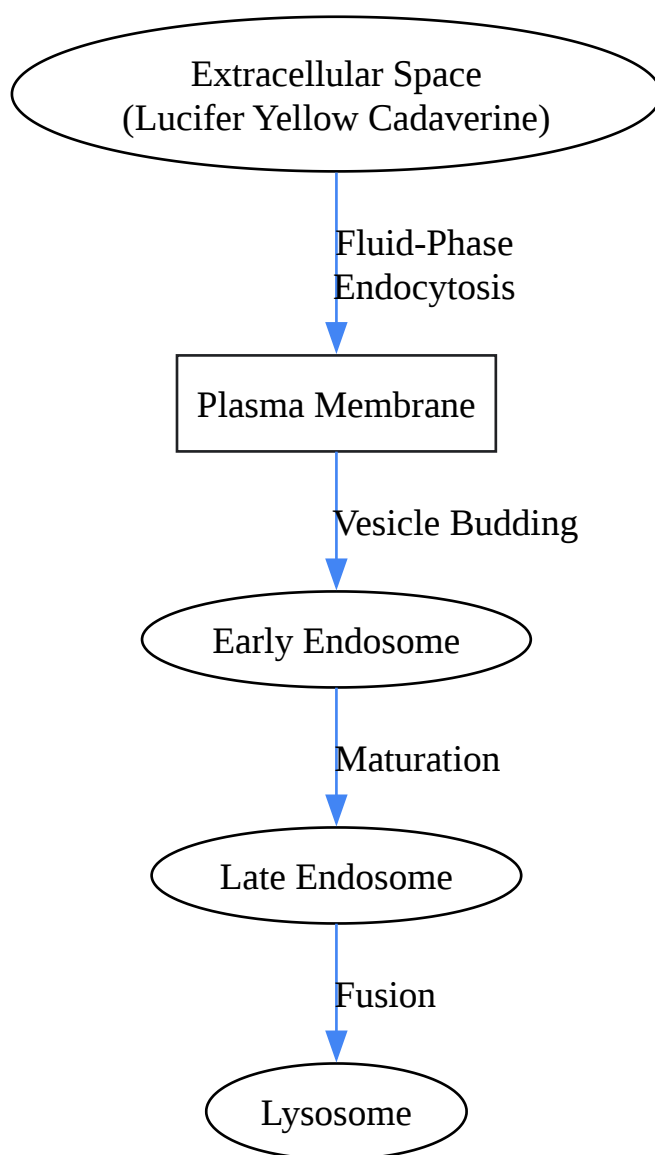 Extracellular Space
(Lucifer Yellow Cadaverine)
Fluid-Phase
Endocytosis
Plasma Membrane
Vesicle Budding
Early Endosome
Maturation
Late Endosome
Fusion
Lysosome